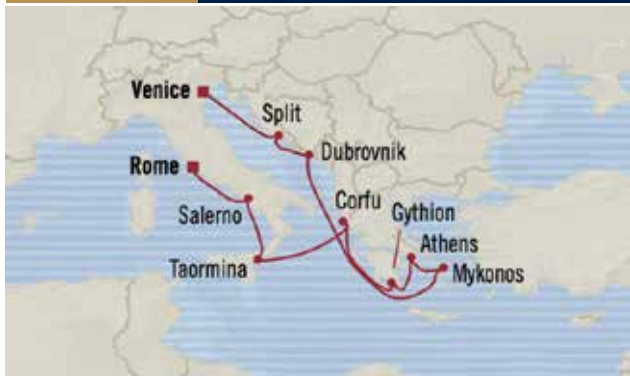 Venice
Split
Dubrovnik
Rome
Salerno
Corfu
Gythion
Athens
Taormina
Mykonos